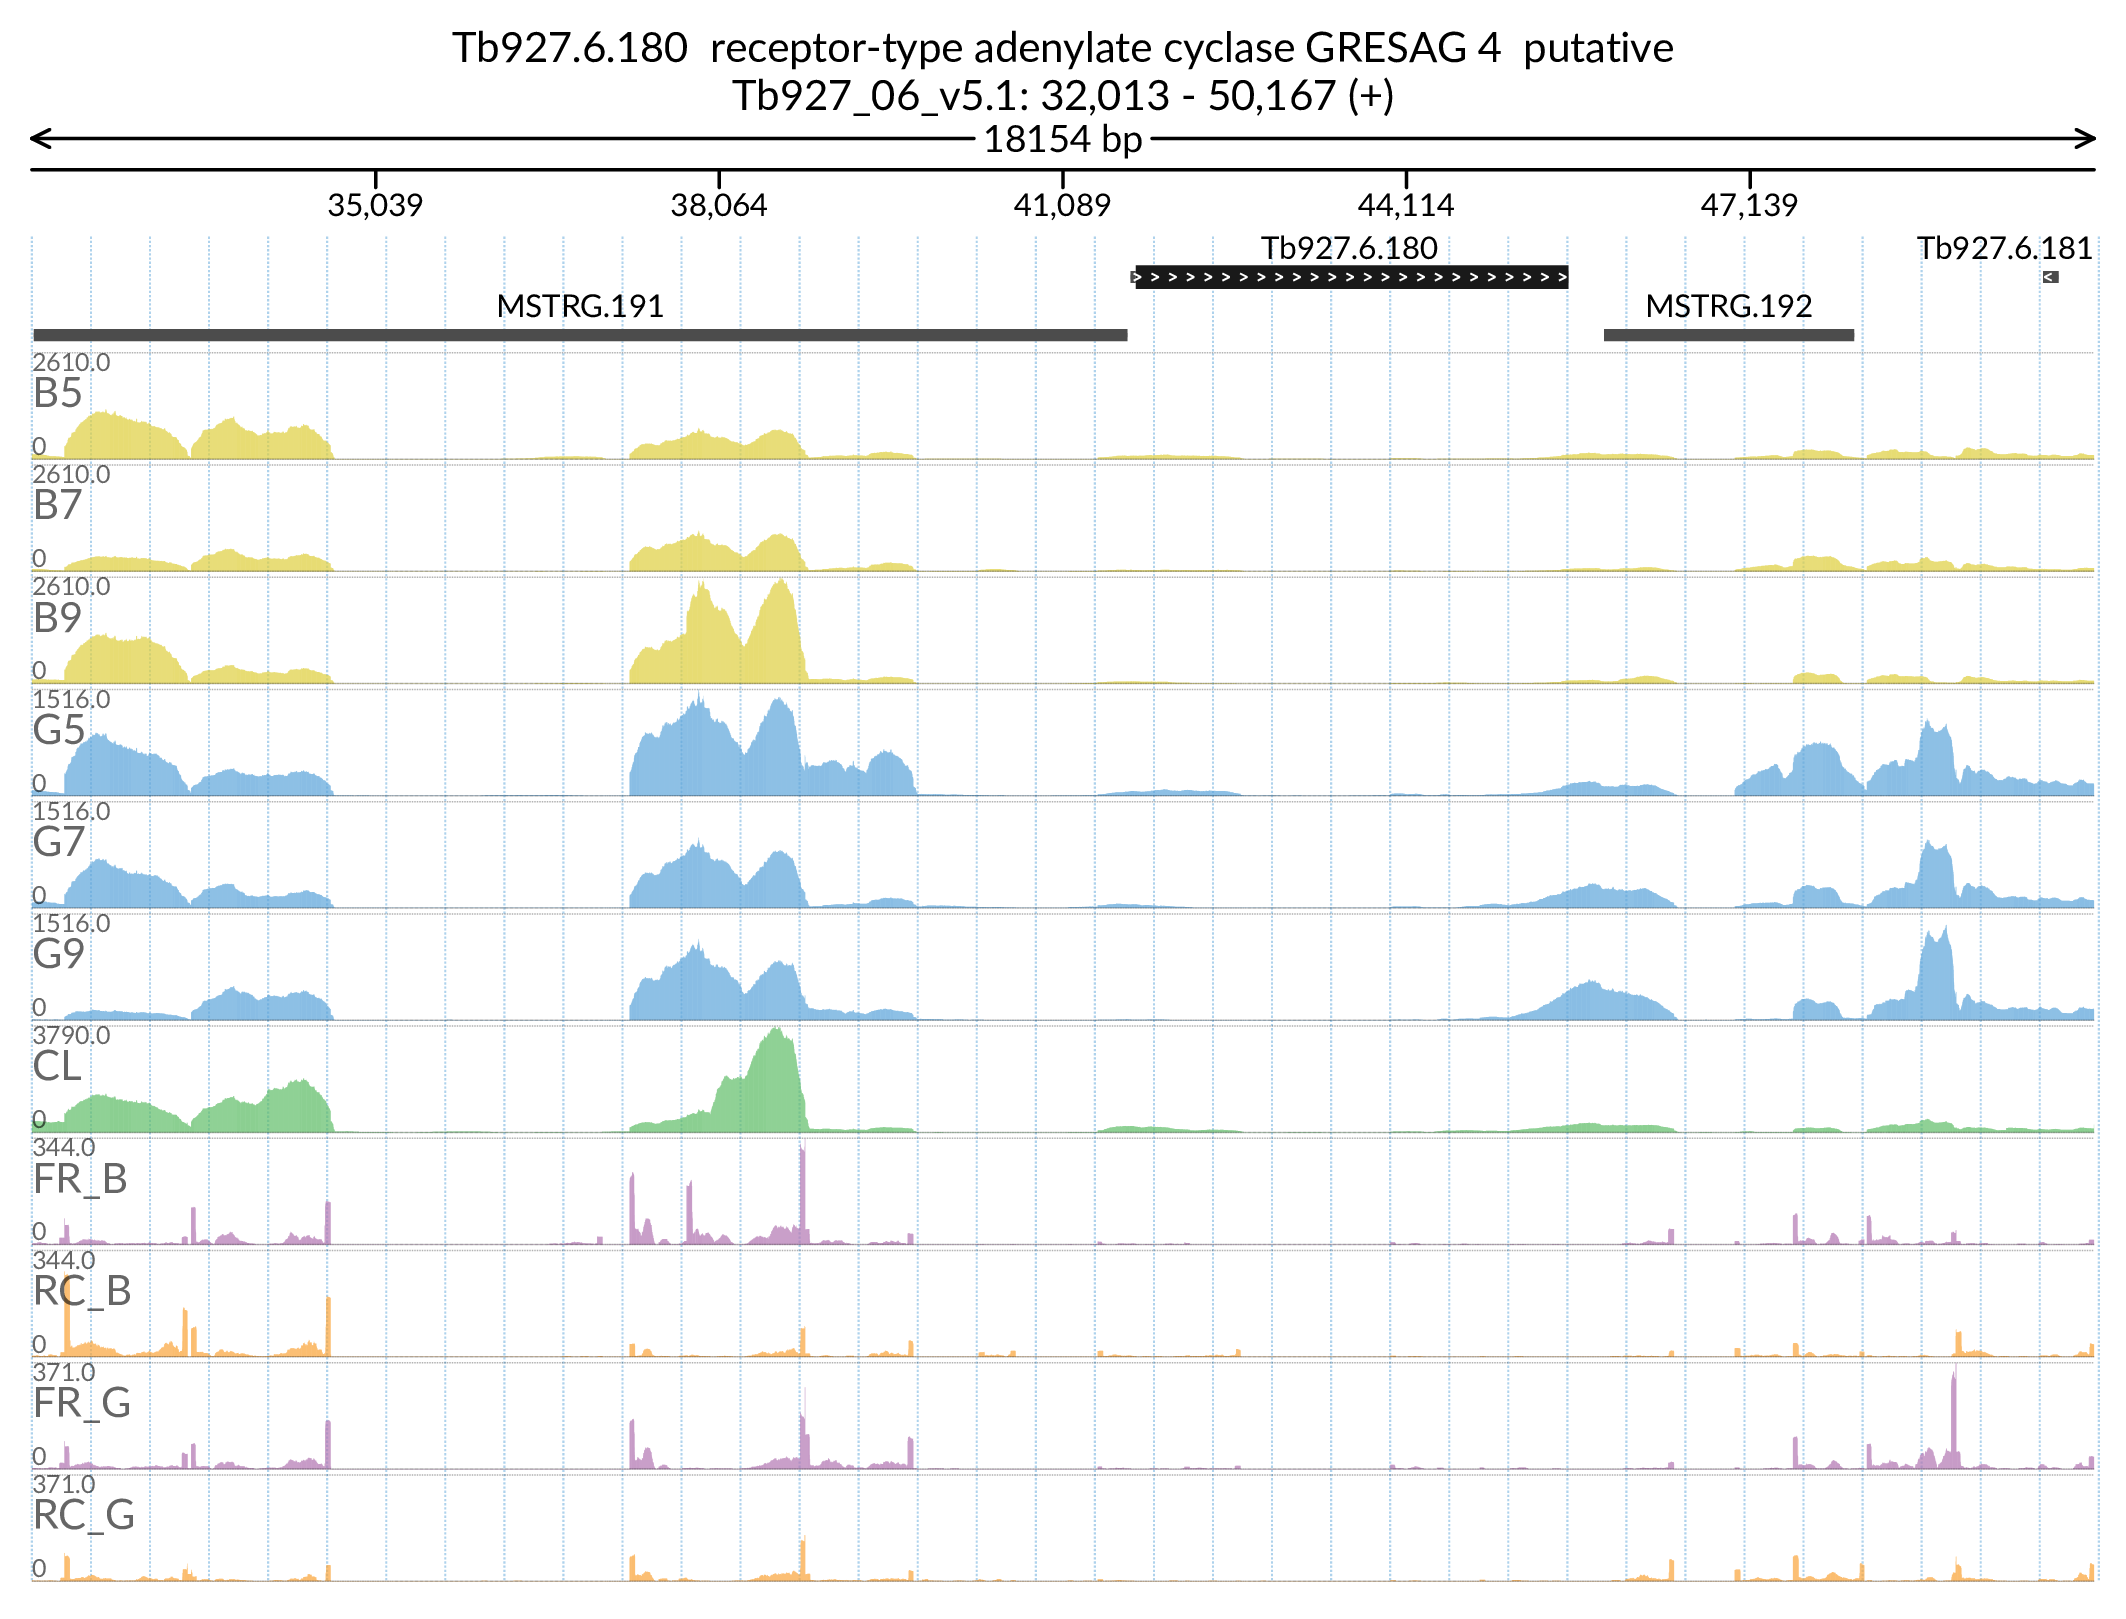 Tb927.6.180  receptor-type adenylate cyclase GRESAG 4  putative
Tb927_06_v5.1: 32,013 - 50,167 (+)
18154 bp
35,039 38,064 41,089 44,114 47,139
Tb927.6.180 Tb927.6.181
MSTRG.191 MSTRG.192
2610.0
B5
0
2610.0
B7
0
2610.0
B9
0
1516.0
G5
0
1516.0
G7
0
1516.0
G9
0
3790.0
CL
0
344.0
FR_B
0
344.0
RC_B
0
371.0
FR_G
0
371.0
RC_G
0